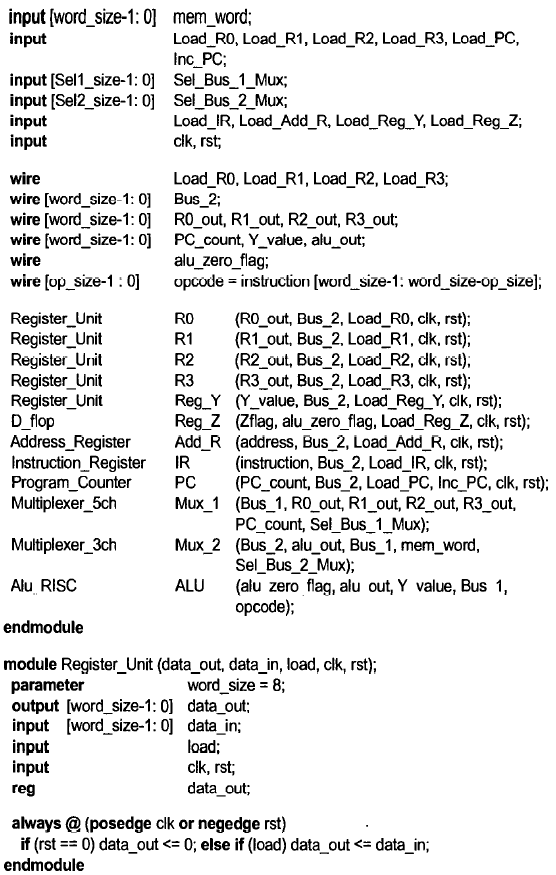 input [word_size-1: 0] mem_word;
input Load_R0, Load_R1, Load_R2, Load_R3, Load_PC,
Inc_PC;
input [Sel1_size-1: 0] Sel_Bus_1_Mux;
input [Sel2_size-1: 0] Sel_Bus_2_Mux;
input Load_IR, Load_Add_R, Load_Reg_Y, Load_Reg_Z;
input clk, rst;
wire Load_R0, Load_R1, Load_R2, Load_R3;
wire [word_size-1: 0] Bus_2;
wire [word_size-1: 0] R0_out, R1_out, R2_out, R3_out;
wire [word_size-1: 0] PC_count, Y_value, alu_out;
wire alu_zero_flag;
wire [op_size-1 : 0] opcode = instruction [word_size-1: word_size-op_size];
Register_Unit R0 (R0_out, Bus_2, Load_R0, clk, rst);
Register_Unit R1 (R1_out, Bus_2, Load_R1, clk, rst);
Register_Unit R2 (R2_out, Bus_2, Load_R2, clk, rst);
Register_Unit R3 (R3_out, Bus_2, Load_R3, clk, rst);
Register_Unit Reg_Y (Y_value, Bus_2, Load_Reg_Y, clk, rst);
D_flop Reg_Z (Zflag, alu_zero_flag, Load_Reg_Z, clk, rst);
Address_Register Add_R (address, Bus_2, Load_Add_R, clk, rst);
Instruction_Register IR (instruction, Bus_2, Load_IR, clk, rst);
Program_Counter PC (PC_count, Bus_2, Load_PC, Inc_PC, clk, rst);
Multiplexer_5ch Mux_1 (Bus_1, R0_out, R1_out, R2_out, R3_out,
PC_count, Sel_Bus_1_Mux);
Multiplexer_3ch Mux_2 (Bus_2, alu_out, Bus_1, mem_word,
Sel_Bus_2_Mux);
Alu_RISC ALU (alu_zero_flag, alu_out, Y_value, Bus_1,
opcode);
endmodule
module Register_Unit (data_out, data_in, load, clk, rst);
parameter word_size = 8;
output [word_size-1: 0] data_out;
input [word_size-1: 0] data_in;
input load;
input clk, rst;
reg data_out;
always @ (posedge clk or negedge rst)
if (rst == 0) data_out <= 0; else if (load) data_out <= data_in;
endmodule